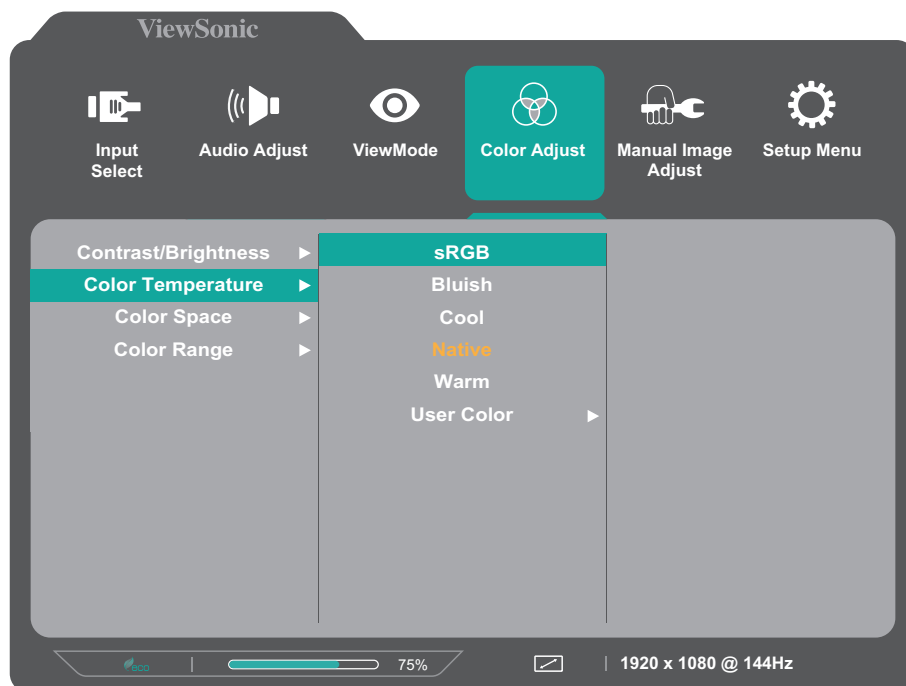 ViewSonic
Input
Select
Audio Adjust
ViewMode
Color Adjust
Manual Image
Adjust
Setup Menu
Contrast/Brightness
Color Temperature
Color Space
Color Range
sRGB
Bluish
Cool
Native
Warm
User Color
eco
75%
1920 x 1080 @ 144Hz